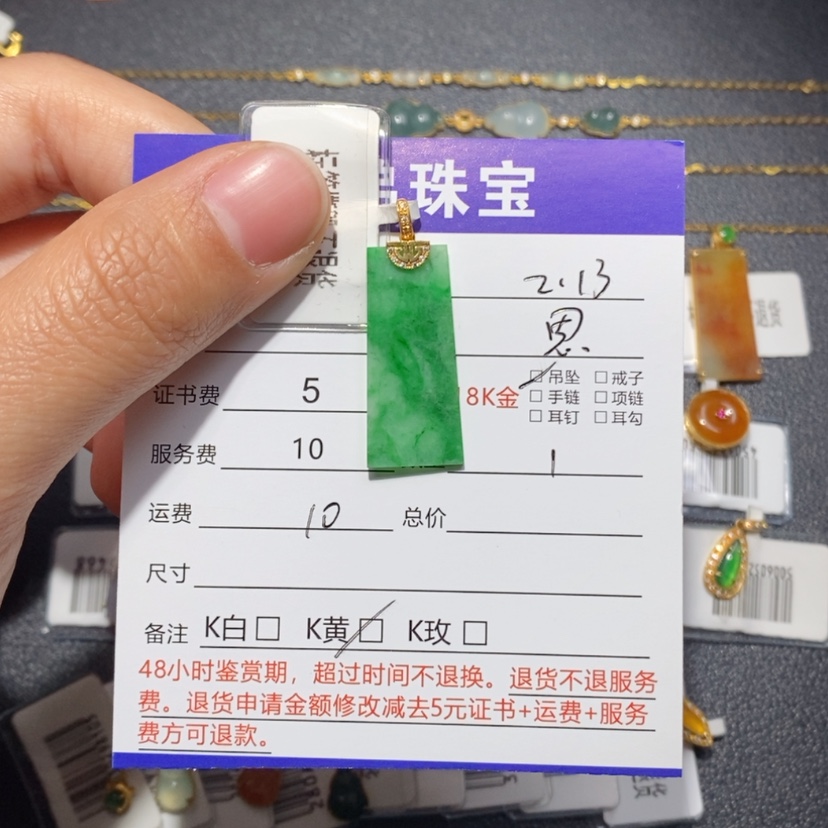 珠宝
2.13
恩
证书费 5 18K金 □吊坠 □戒子
□手链 □项链
□耳钉 □耳勾
服务费 10 1
运费 10 总价
尺寸
备注 K白□ K黄□ K玫□
48小时鉴赏期，超过时间不退换。退货不退服务
费。退货申请金额修改减去5元证书+运费+服务
费方可退款。